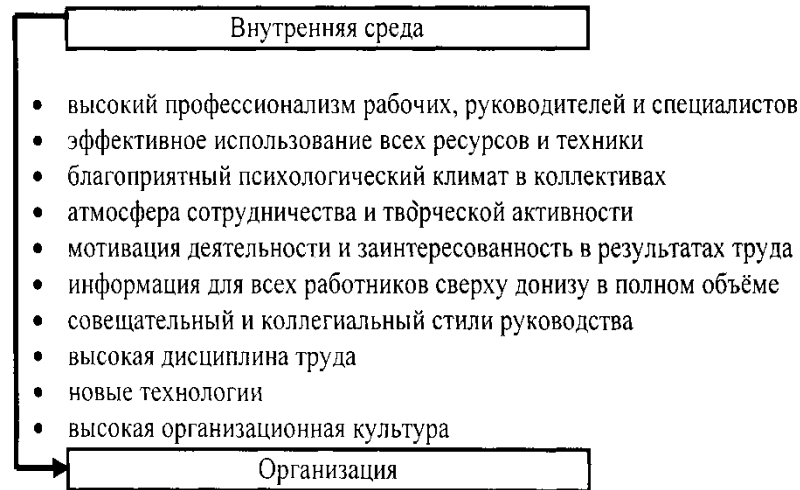 Внутренняя среда
• высокий профессионализм рабочих, руководителей и специалистов
• эффективное использование всех ресурсов и техники
• благоприятный психологический климат в коллективах
• атмосфера сотрудничества и творческой активности
• мотивация деятельности и заинтересованность в результатах труда
• информация для всех работников сверху донизу в полном объёме
• совещательный и коллегиальный стили руководства
• высокая дисциплина труда
• новые технологии
• высокая организационная культура
Организация